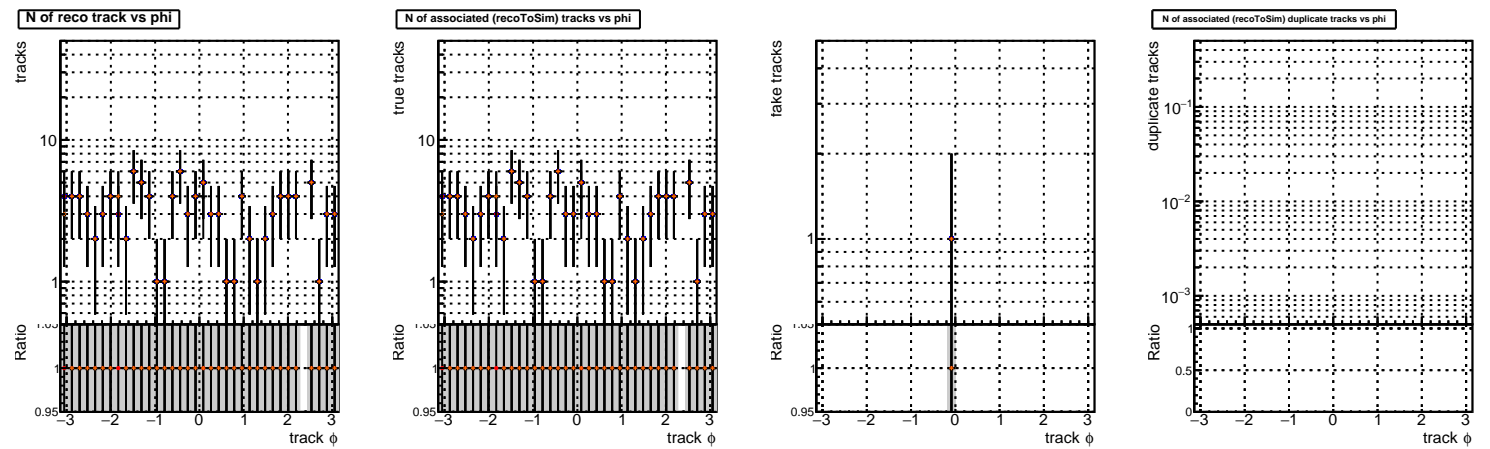 N of reco track vs phi
tracks
10
1
Ratio
1.05
1
0.95
−3 −2 −1 0 1 2 3
track ϕ
N of associated (recoToSim) tracks vs phi
true tracks
10
1
Ratio
1.05
1
0.95
−3 −2 −1 0 1 2 3
track ϕ
fake tracks
1
Ratio
1.05
1
0.95
−3 −2 −1 0 1 2 3
track ϕ
N of associated (recoToSim) duplicate tracks vs phi
duplicate tracks
10⁻¹
10⁻²
10⁻³
Ratio
1
0.5
0
−3 −2 −1 0 1 2 3
track ϕ